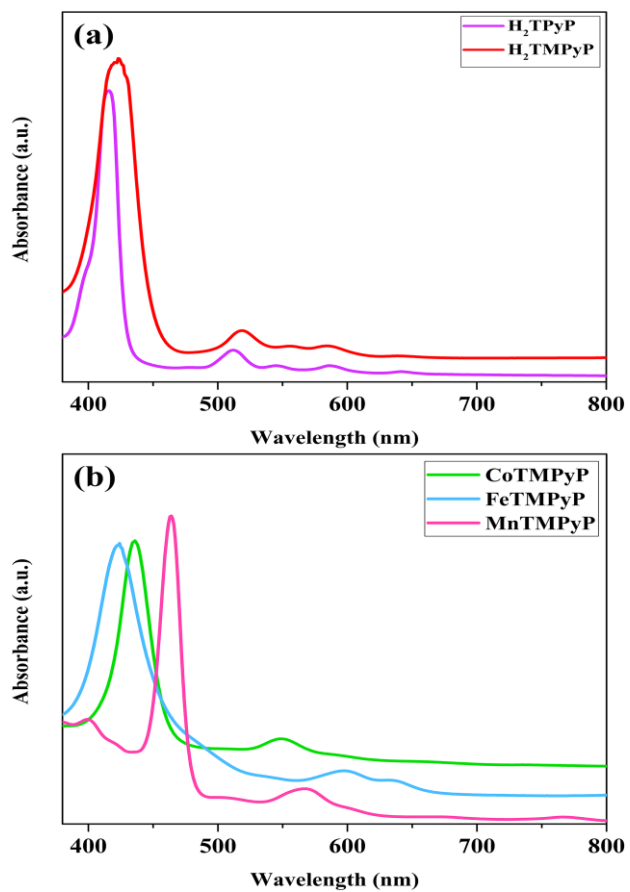 (a)
H₂TPyP
H₂TMPyP
Absorbance (a.u.)
400 500 600 700 800
Wavelength (nm)
(b)
CoTMPyP
FeTMPyP
MnTMPyP
Absorbance (a.u.)
400 500 600 700 800
Wavelength (nm)